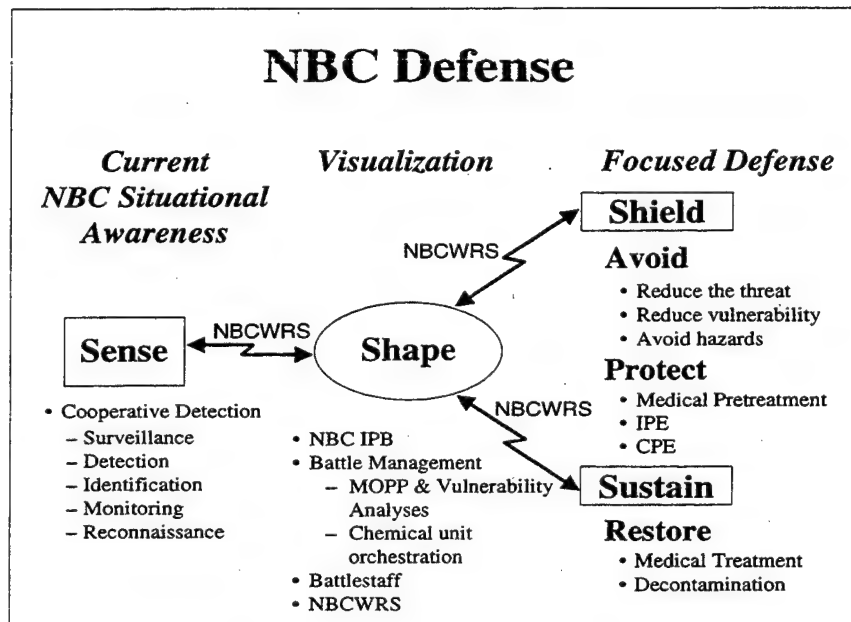 NBC Defense
Current
NBC Situational
Awareness
Visualization
Focused Defense
Sense
NBCWRS
Shape
NBCWRS
NBCWRS
Shield
Avoid
• Reduce the threat
• Reduce vulnerability
• Avoid hazards
Protect
• Medical Pretreatment
• IPE
• CPE
Sustain
Restore
• Medical Treatment
• Decontamination
• Cooperative Detection
– Surveillance
– Detection
– Identification
– Monitoring
– Reconnaissance
• NBC IPB
• Battle Management
– MOPP & Vulnerability
Analyses
– Chemical unit
orchestration
• Battlestaff
• NBCWRS